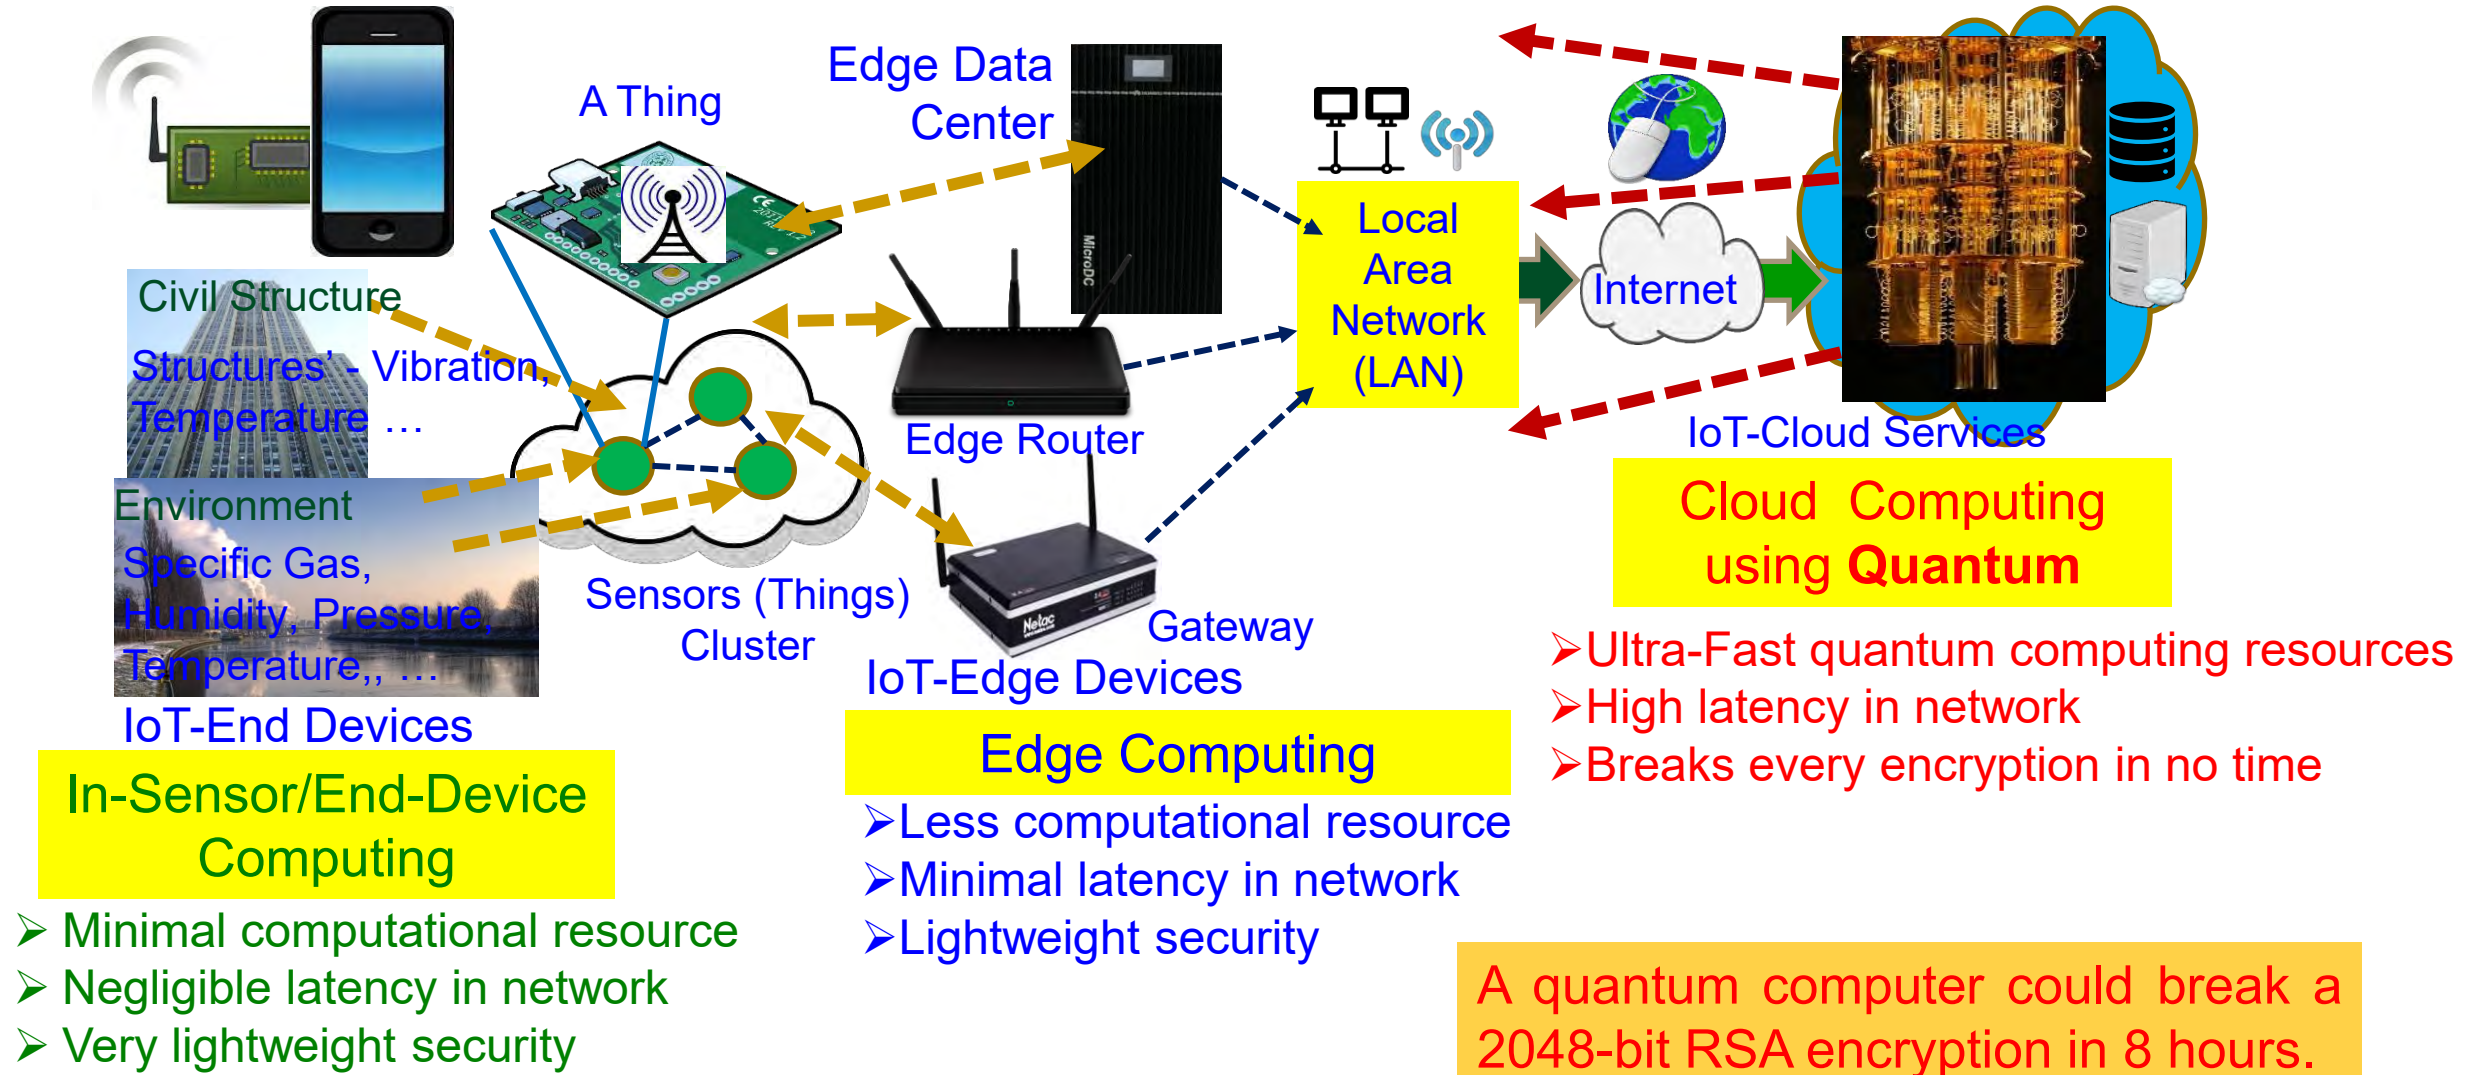 A Thing
Edge Data
Center
MicroDC
Civil Structure
Structures’ - Vibration,
Temperature …
Environment
Specific Gas,
Humidity, Pressure,
Temperature,, …
IoT-End Devices
In-Sensor/End-Device
Computing
➢ Minimal computational resource
➢ Negligible latency in network
➢ Very lightweight security
Sensors (Things)
Cluster
Edge Router
Netac
Gateway
IoT-Edge Devices
Edge Computing
➢Less computational resource
➢Minimal latency in network
➢Lightweight security
Local
Area
Network
(LAN)
Internet
IoT-Cloud Services
Cloud Computing
using Quantum
➢Ultra-Fast quantum computing resources
➢High latency in network
➢Breaks every encryption in no time
A quantum computer could break a
2048-bit RSA encryption in 8 hours.